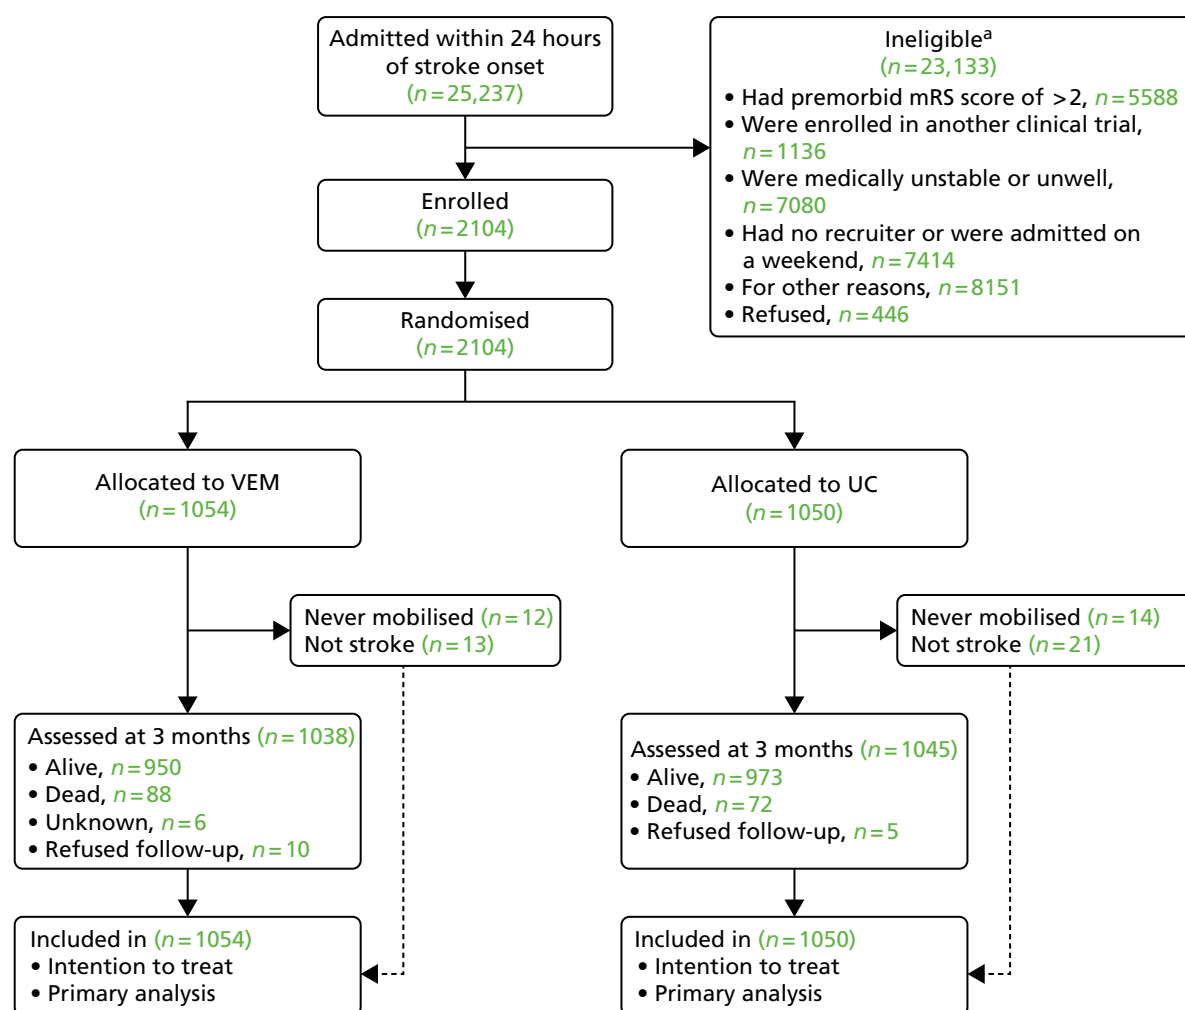 Admitted within 24 hours
of stroke onset
(n=25,237)
Ineligibleᵃ
(n=23,133)
• Had premorbid mRS score of >2, n=5588
• Were enrolled in another clinical trial,
n=1136
• Were medically unstable or unwell,
n=7080
• Had no recruiter or were admitted on
a weekend, n=7414
• For other reasons, n=8151
• Refused, n=446
Enrolled
(n=2104)
Randomised
(n=2104)
Allocated to VEM
(n=1054)
Allocated to UC
(n=1050)
Never mobilised (n=12)
Not stroke (n=13)
Never mobilised (n=14)
Not stroke (n=21)
Assessed at 3 months (n=1038)
• Alive, n=950
• Dead, n=88
• Unknown, n=6
• Refused follow-up, n=10
Assessed at 3 months (n=1045)
• Alive, n=973
• Dead, n=72
• Refused follow-up, n=5
Included in (n=1054)
• Intention to treat
• Primary analysis
Included in (n=1050)
• Intention to treat
• Primary analysis